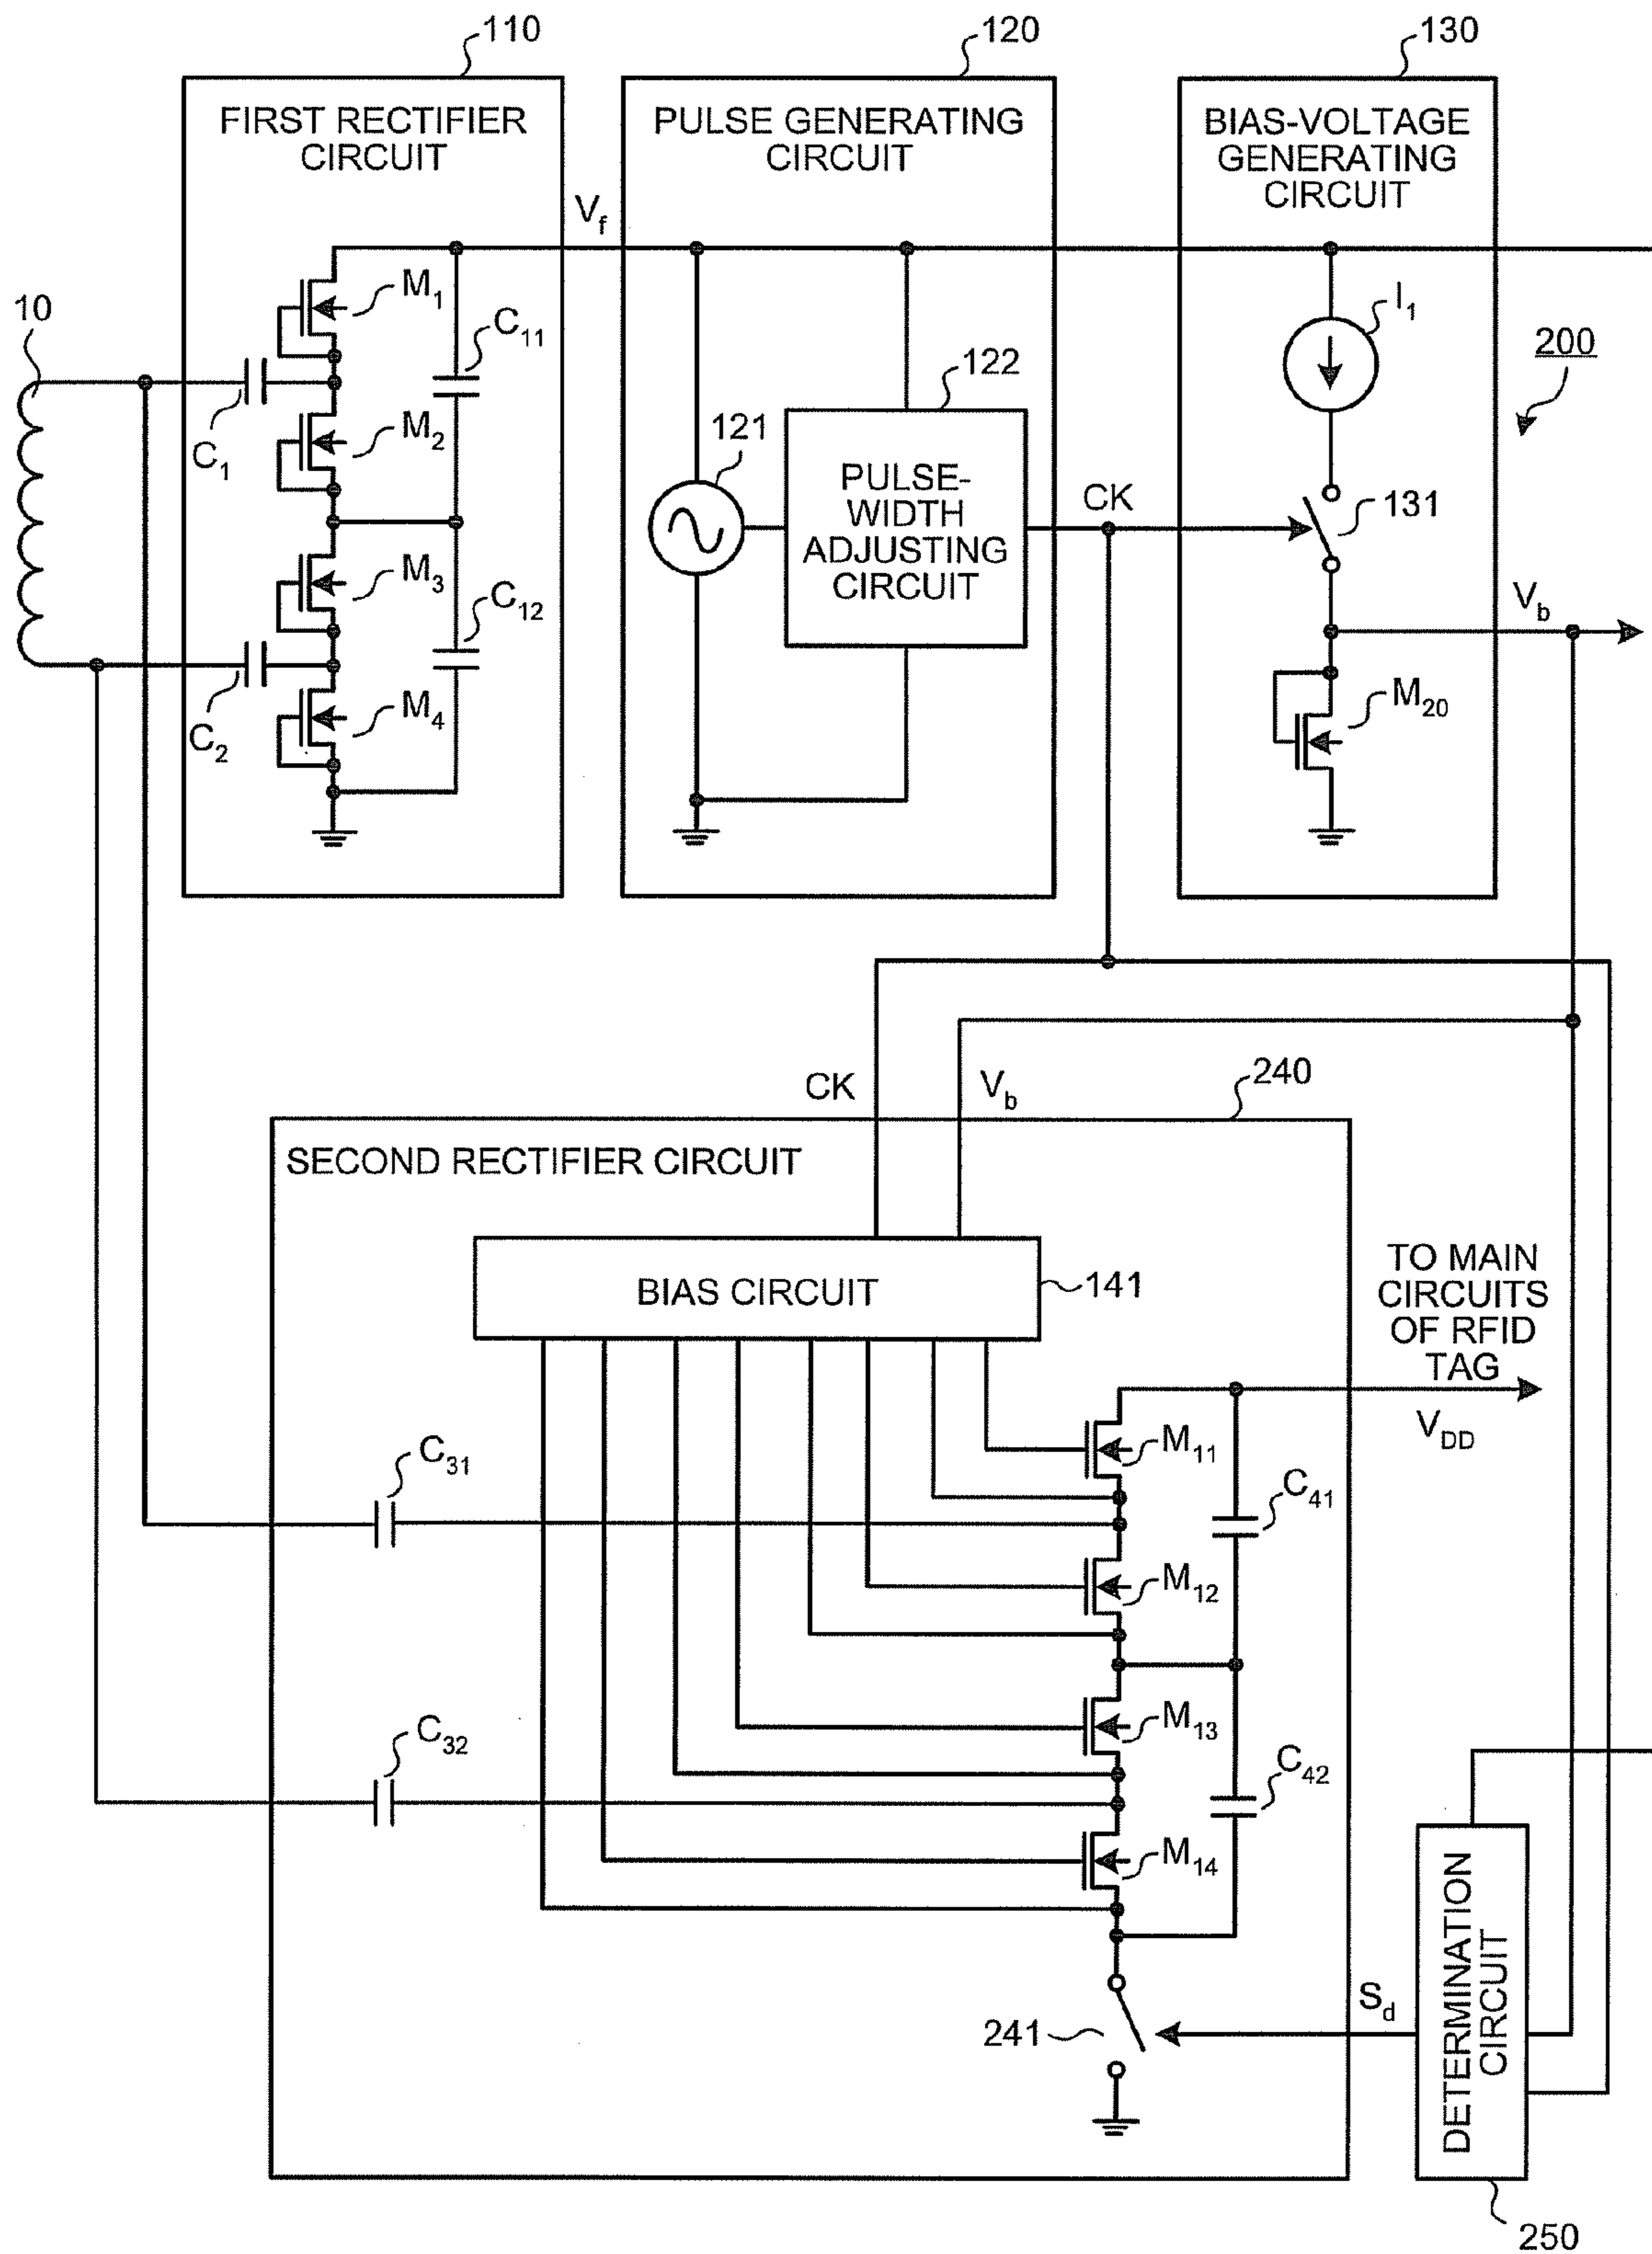 110
120
130
FIRST RECTIFIER
CIRCUIT
PULSE GENERATING
CIRCUIT
BIAS-VOLTAGE
GENERATING
CIRCUIT
Vf
10
M1
C11
I1
200
122
121
C1
M2
PULSE-
WIDTH
ADJUSTING
CIRCUIT
CK
131
M3
C12
Vb
C2
M4
M20
CK
Vb
240
SECOND RECTIFIER CIRCUIT
BIAS CIRCUIT
141
TO MAIN
CIRCUITS
OF RFID
TAG
VDD
M11
C31
C41
M12
M13
C32
C42
M14
DETERMINATION
CIRCUIT
Sd
241
250